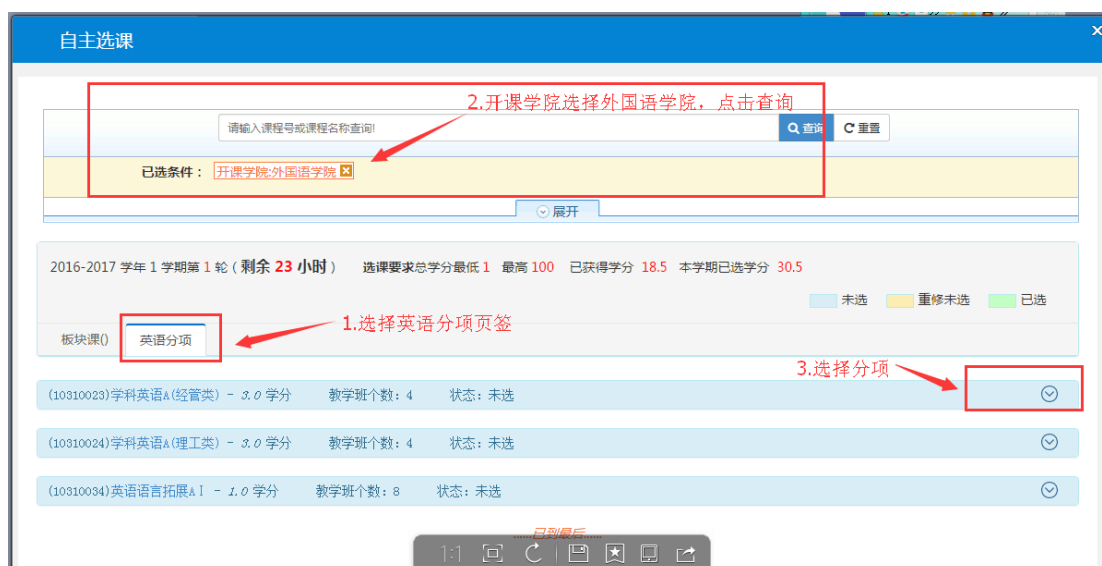 自主选课
x
2.开课学院选择外国语学院，点击查询
请输入课程号或课程名称查询!
查询
重置
已选条件：
开课学院:外国语学院
展开
2016-2017 学年 1 学期第 1 轮 ( 剩余 23 小时 ) 选课要求总学分最低 1 最高 100 已获得学分 18.5 本学期已选学分 30.5
未选 重修未选 已选
1.选择英语分项页签
板块课() 英语分项
3.选择分项
(10310023)学科英语A(经管类) - 3.0 学分 教学班个数: 4 状态: 未选
(10310024)学科英语A(理工类) - 3.0 学分 教学班个数: 4 状态: 未选
(10310034)英语语言拓展AⅠ - 1.0 学分 教学班个数: 8 状态: 未选
......已到最后......
1:1